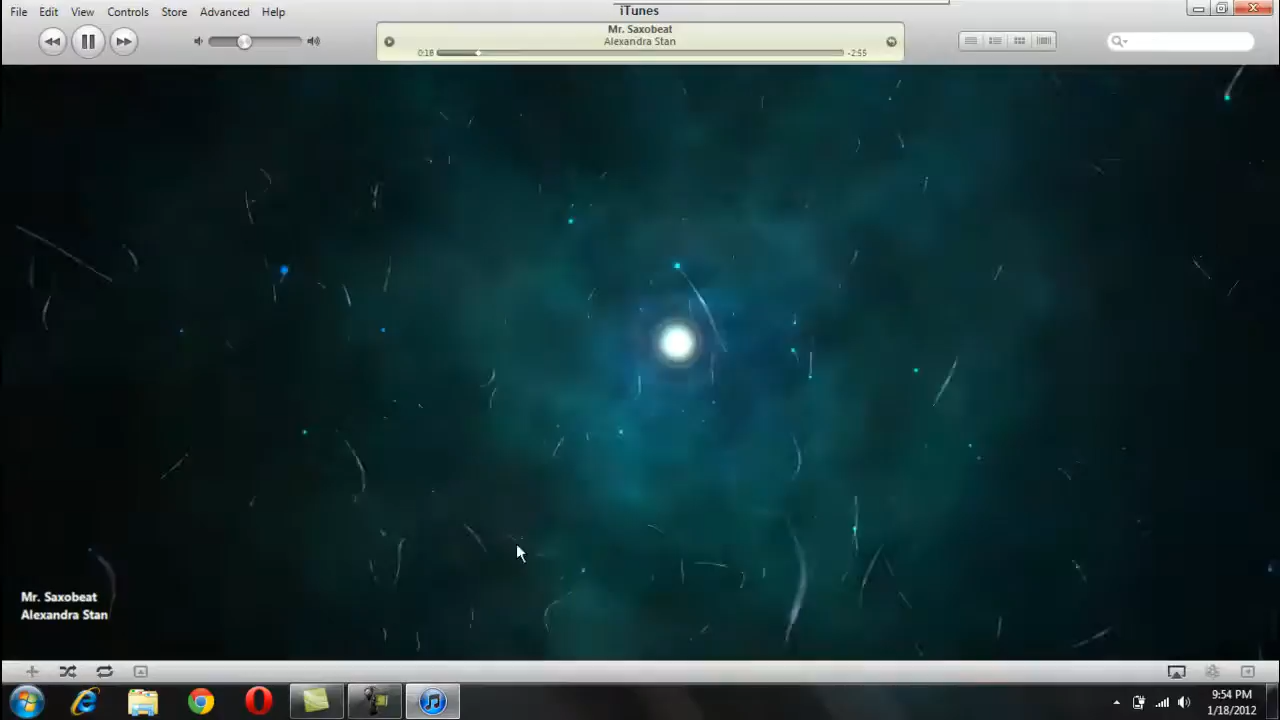 File Edit View Controls Store Advanced Help
iTunes
Mr. Saxobeat
Alexandra Stan
0:18
-2:55
Mr. Saxobeat
Alexandra Stan
9:54 PM
1/18/2012